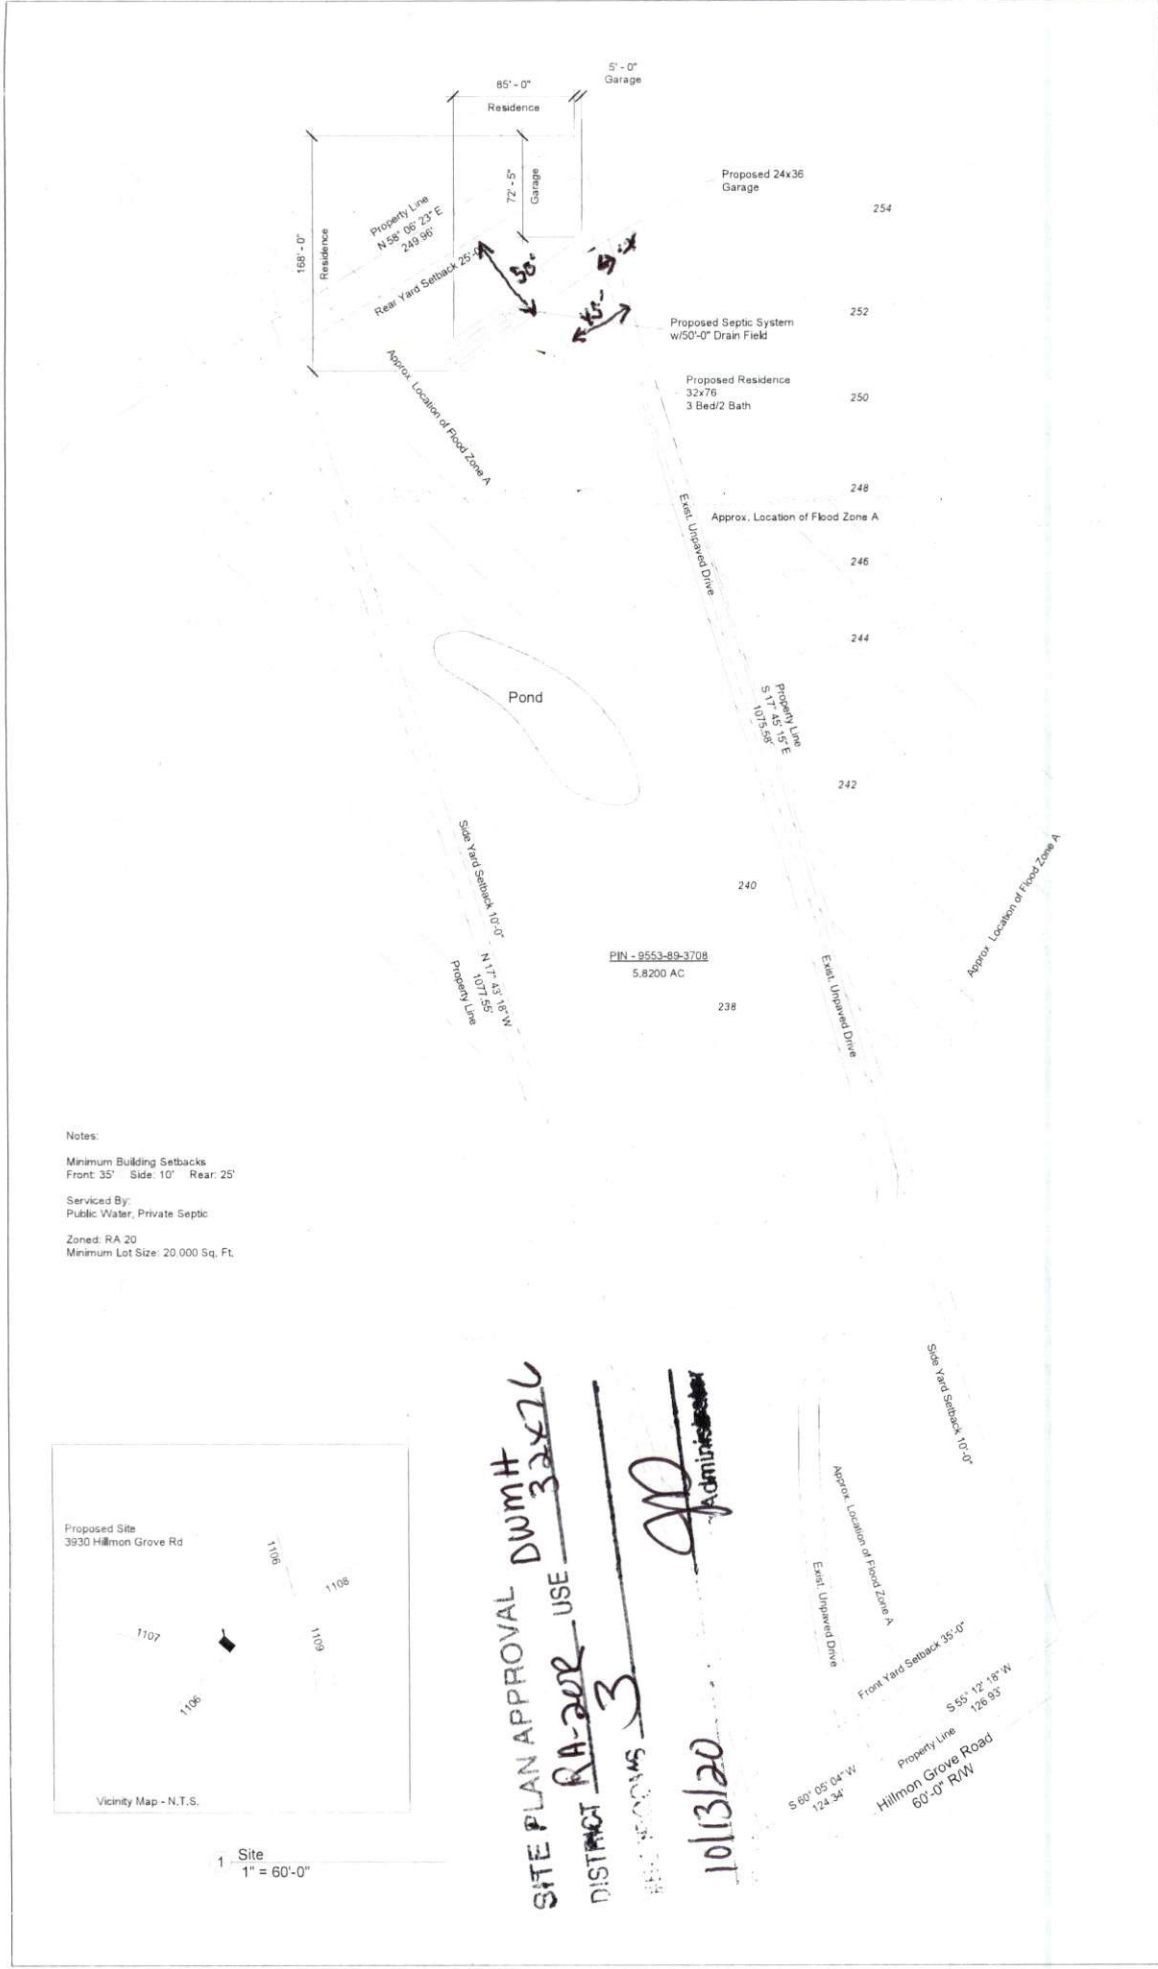 85' - 0"
Residence
5' - 0"
Garage
168' - 0"
Residence
72' - 5"
Garage
Property Line
N 58° 06' 23" E
249.96'
Rear Yard Setback 25'-0"
Proposed 24x36
Garage
254
Proposed Septic System
w/50'-0" Drain Field
252
Proposed Residence
32x76
3 Bed/2 Bath
250
Approx. Location of Flood Zone A
248
Approx. Location of Flood Zone A
Exist. Unpaved Drive
246
244
Pond
Property Line
S 17° 45' 15" E
1075.58'
242
Side Yard Setback 10'-0"
240
Approx. Location of Flood Zone A
PIN - 9553-89-3708
5.8200 AC
N 17° 43' 18" W
1077.55'
Property Line
Exist. Unpaved Drive
238
Notes:
Minimum Building Setbacks
Front: 35' Side: 10' Rear: 25'
Serviced By:
Public Water, Private Septic
Zoned: RA 20
Minimum Lot Size: 20,000 Sq. Ft.
Side Yard Setback 10'-0"
Approx. Location of Flood Zone A
Exist. Unpaved Drive
Front Yard Setback 35'-0"
S 55° 12' 18" W
126.93'
Property Line
S 60° 05' 04" W
124.34'
Hillmon Grove Road
60'-0" R/W
SITE PLAN APPROVAL DWMH
DISTRICT RA-20R USE 32x76
3
10/13/20
Administrator
Proposed Site
3930 Hillmon Grove Rd
1106
1108
1107
1109
1106
Vicinity Map - N.T.S.
1 Site
1" = 60'-0"